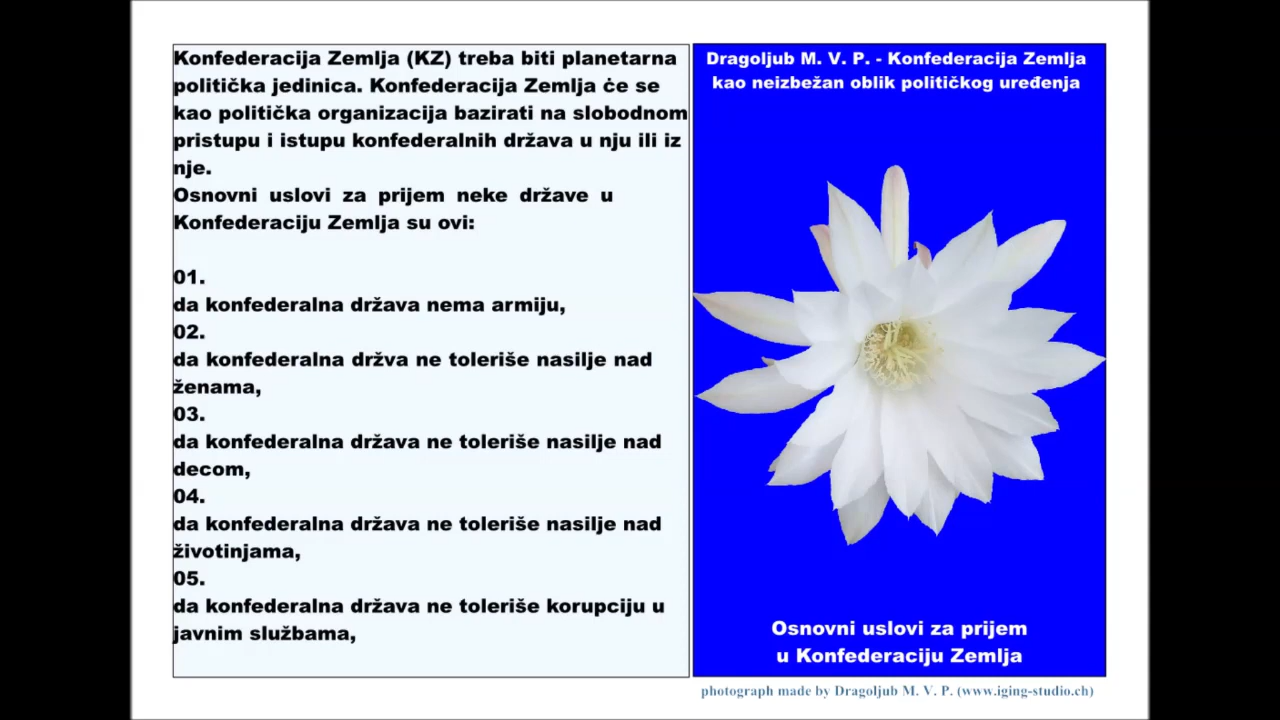 Konfederacija Zemlja (KZ) treba biti planetarna
politička jedinica. Konfederacija Zemlja ċe se
kao politička organizacija bazirati na slobodnom
pristupu i istupu konfederalnih država u nju ili iz
nje.
Osnovni uslovi za prijem neke države u
Konfederaciju Zemlja su ovi:
01.
da konfederalna država nema armiju,
02.
da konfederalna držva ne toleriše nasilje nad
ženama,
03.
da konfederalna država ne toleriše nasilje nad
decom,
04.
da konfederalna država ne toleriše nasilje nad
životinjama,
05.
da konfederalna država ne toleriše korupciju u
javnim službama,
Dragoljub M. V. P. - Konfederacija Zemlja
kao neizbežan oblik političkog uređenja
Osnovni uslovi za prijem
u Konfederaciju Zemlja
photograph made by Dragoljub M. V. P. (www.iging-studio.ch)